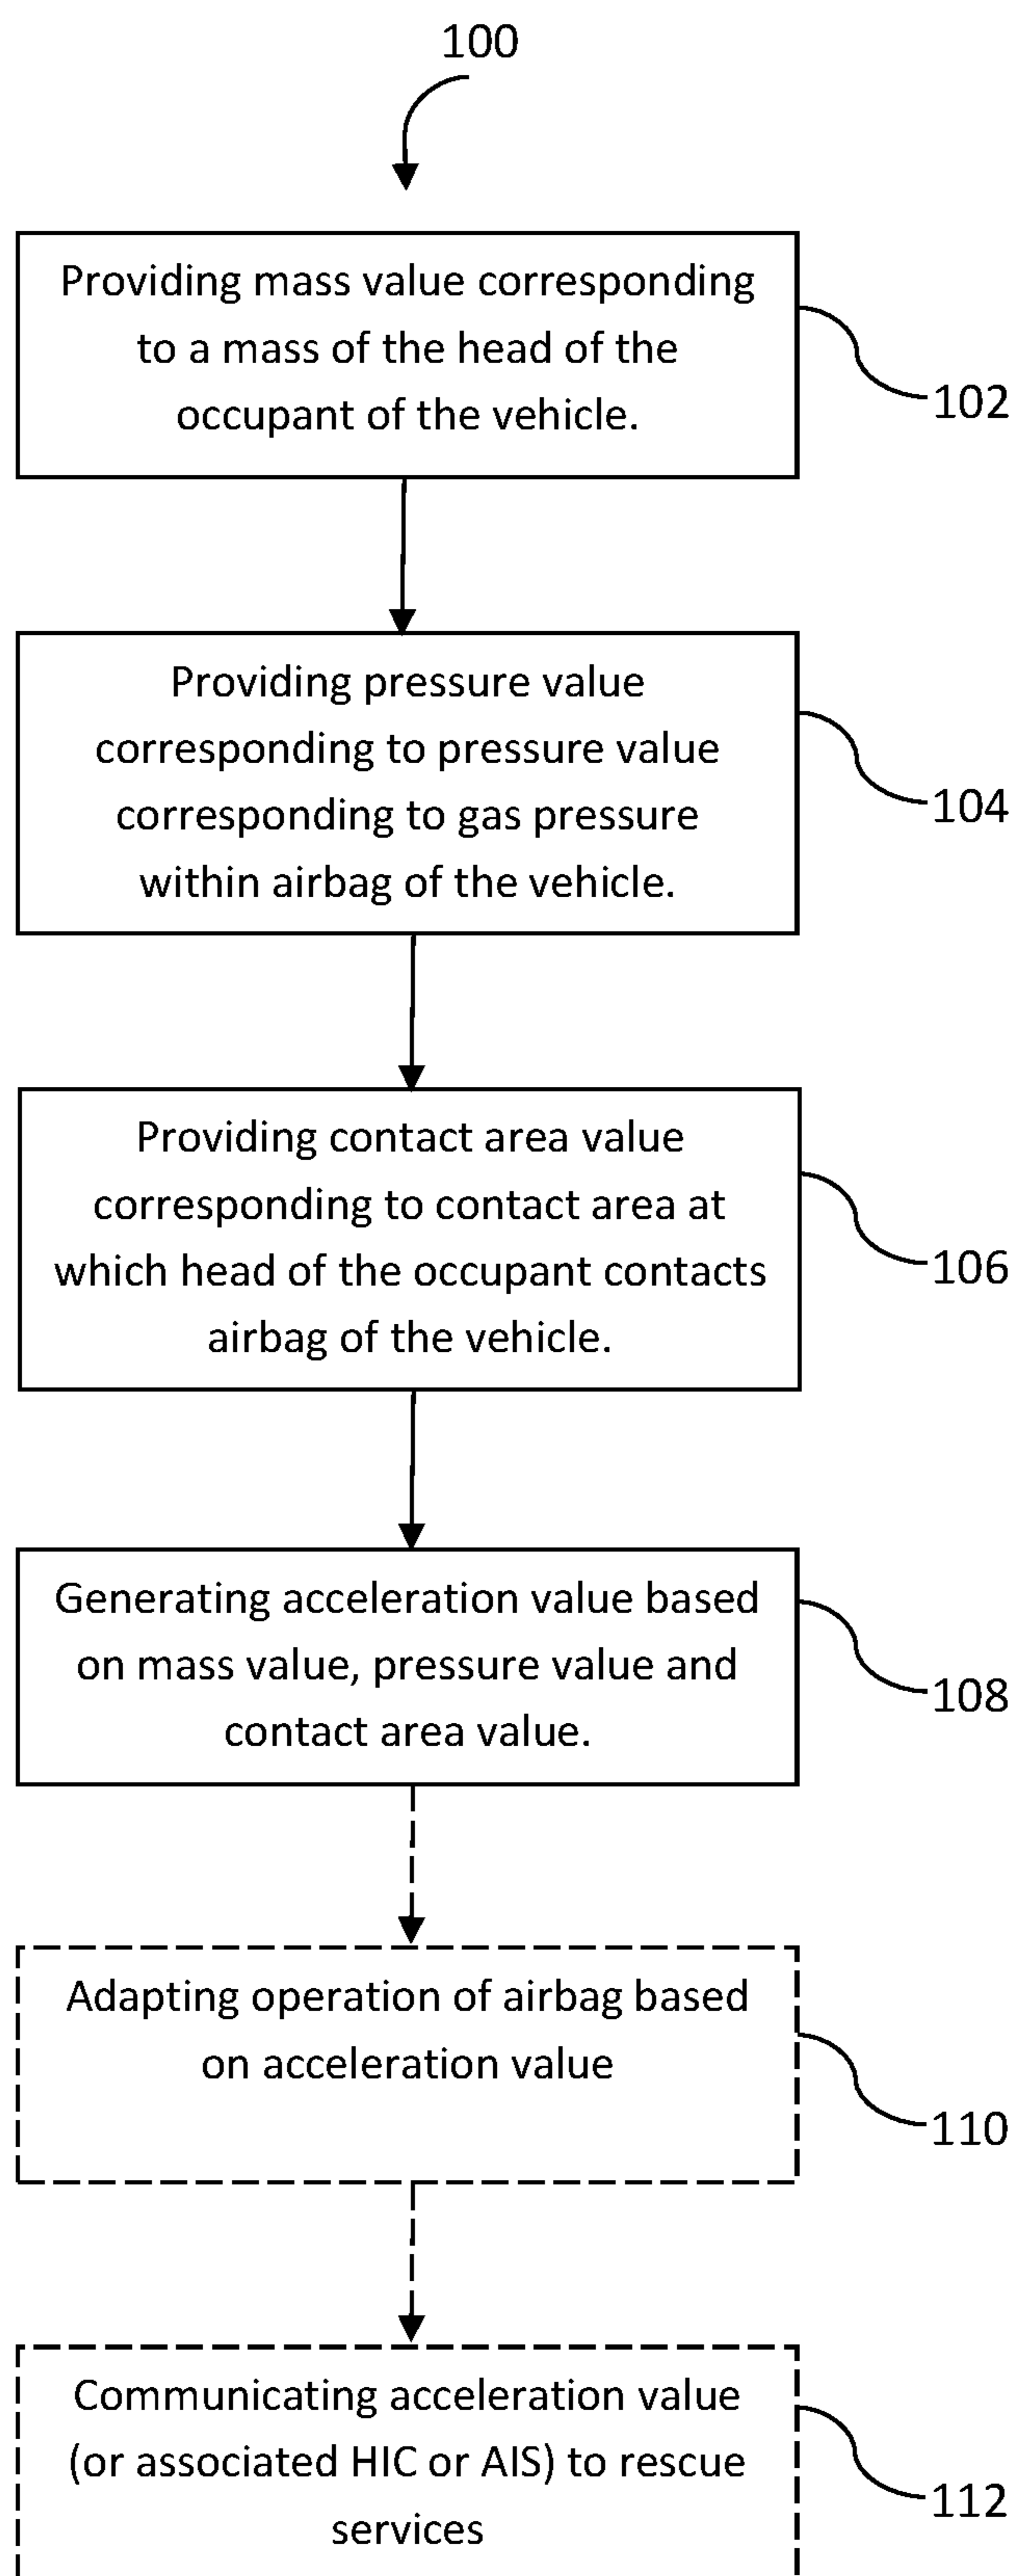 100
Providing mass value corresponding
to a mass of the head of the
occupant of the vehicle.
102
Providing pressure value
corresponding to pressure value
corresponding to gas pressure
within airbag of the vehicle.
104
Providing contact area value
corresponding to contact area at
which head of the occupant contacts
airbag of the vehicle.
106
Generating acceleration value based
on mass value, pressure value and
contact area value.
108
Adapting operation of airbag based
on acceleration value
110
Communicating acceleration value
(or associated HIC or AIS) to rescue
services
112